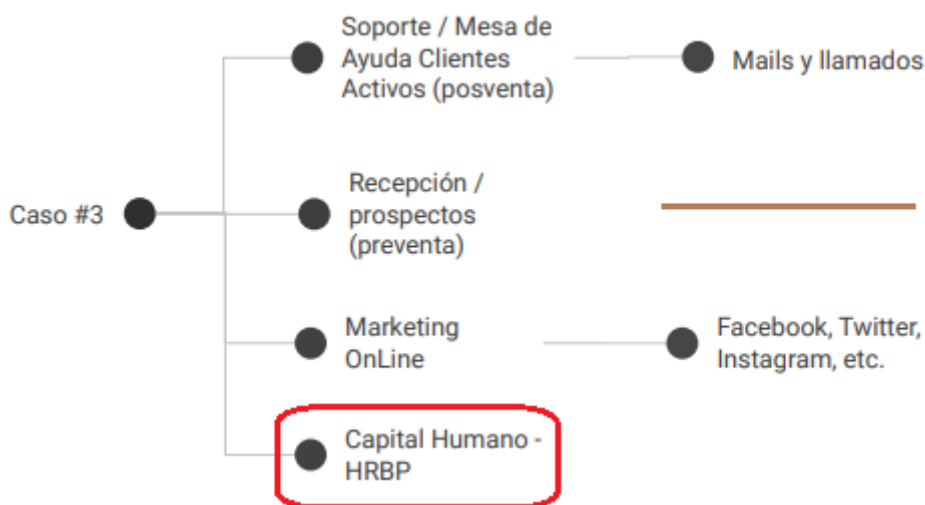 Soporte / Mesa de
Ayuda Clientes
Activos (posventa)
Mails y llamados
Caso #3
Recepción /
prospectos
(preventa)
Marketing
OnLine
Facebook, Twitter,
Instagram, etc.
Capital Humano -
HRBP